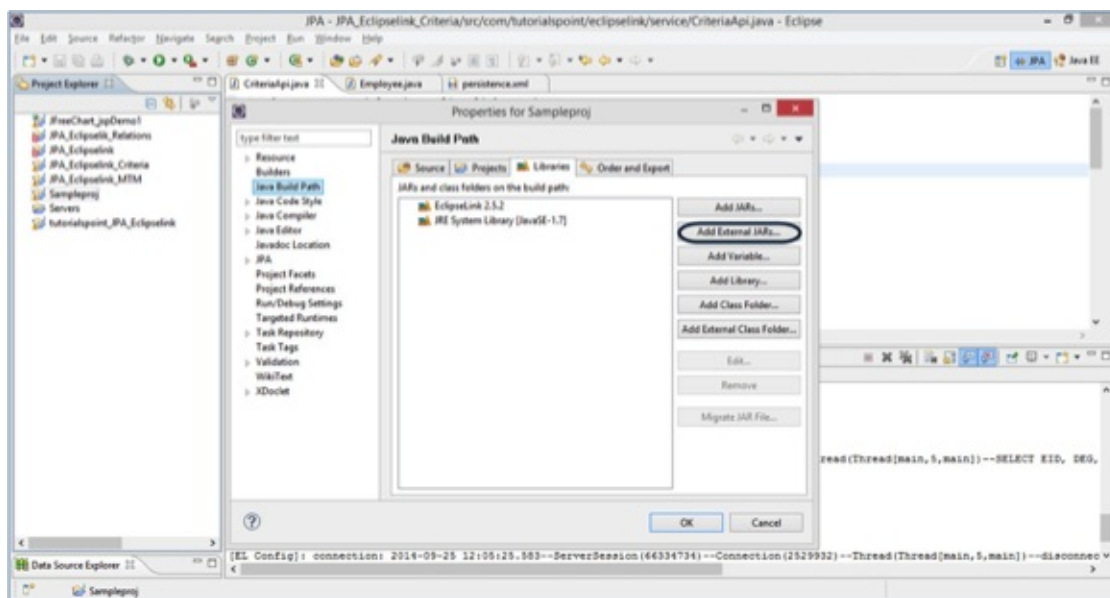 JPA - JPA_Eclipselink_Criteria/src/com/tutorialspoint/eclipselink/service/CriteriaApi.java - Eclipse
File Edit Source Refactor Navigate Search Project Run Window Help
JPA Java EE
Project Explorer
CriteriaApi.java Employee.java persistence.xml
JFreeChart_jspDemo1
JPA_Eclipselik_Relations
JPA_Eclipselink
JPA_Eclipselink_Criteria
JPA_Eclipselink_MTM
Sampleproj
Servers
tutorialspoint_JPA_Eclipselink
Properties for Sampleproj
type filter text
Resource
Builders
Java Build Path
Java Code Style
Java Compiler
Java Editor
Javadoc Location
JPA
Project Facets
Project References
Run/Debug Settings
Targeted Runtimes
Task Repository
Task Tags
Validation
WikiText
XDoclet
Java Build Path
Source Projects Libraries Order and Export
JARs and class folders on the build path:
EclipseLink 2.5.2
JRE System Library [JavaSE-1.7]
Add JARs...
Add External JARs...
Add Variable...
Add Library...
Add Class Folder...
Add External Class Folder...
Edit...
Remove
Migrate JAR File...
OK Cancel
read(Thread[main,5,main])--SELECT EID, DEG,
[EL Config]: connection: 2014-09-25 12:05:25.583--ServerSession(66334734)--Connection(2529932)--Thread(Thread[main,5,main])--disconnec
Data Source Explorer
Sampleproj